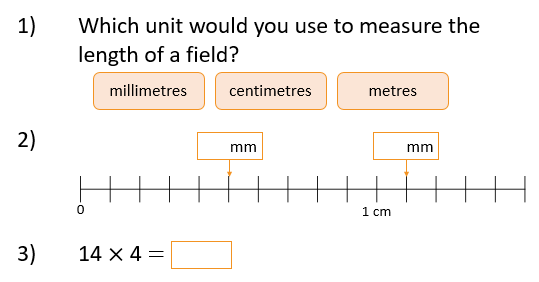 1) Which unit would you use to measure the
length of a field?
millimetres centimetres metres
2) mm mm
0 1 cm
3) 14 × 4 =